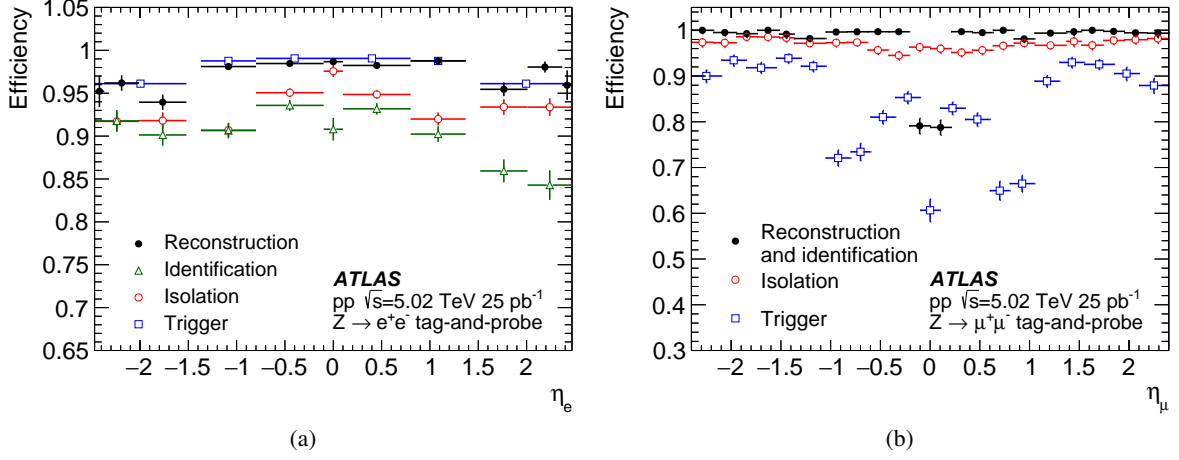 Efficiency
1.05
1
0.95
0.9
0.85
0.8
0.75
0.7
0.65
Reconstruction
Identification
Isolation
Trigger
ATLAS
pp √s=5.02 TeV 25 pb⁻¹
Z → e⁺e⁻ tag-and-probe
−2 −1.5 −1 −0.5 0 0.5 1 1.5 2
ηₑ
(a)
Efficiency
1
0.9
0.8
0.7
0.6
0.5
0.4
0.3
Reconstruction
and identification
Isolation
Trigger
ATLAS
pp √s=5.02 TeV 25 pb⁻¹
Z → μ⁺μ⁻ tag-and-probe
−2 −1.5 −1 −0.5 0 0.5 1 1.5 2
η_μ
(b)